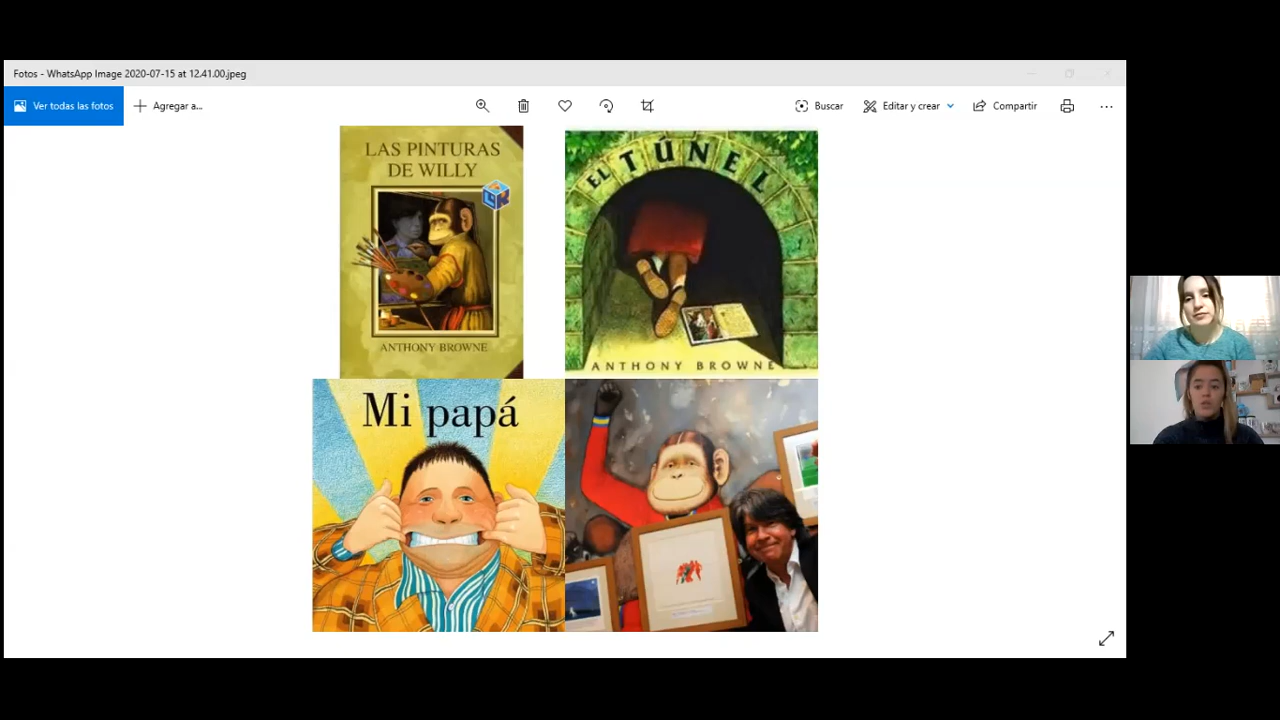 Fotos - WhatsApp Image 2020-07-15 at 12.41.00.jpeg
Ver todas las fotos
Agregar a...
Buscar
Editar y crear
Compartir
LAS PINTURAS
DE WILLY
ANTHONY BROWNE
EL TÚNEL
ANTHONY BROWNE
Mi papá